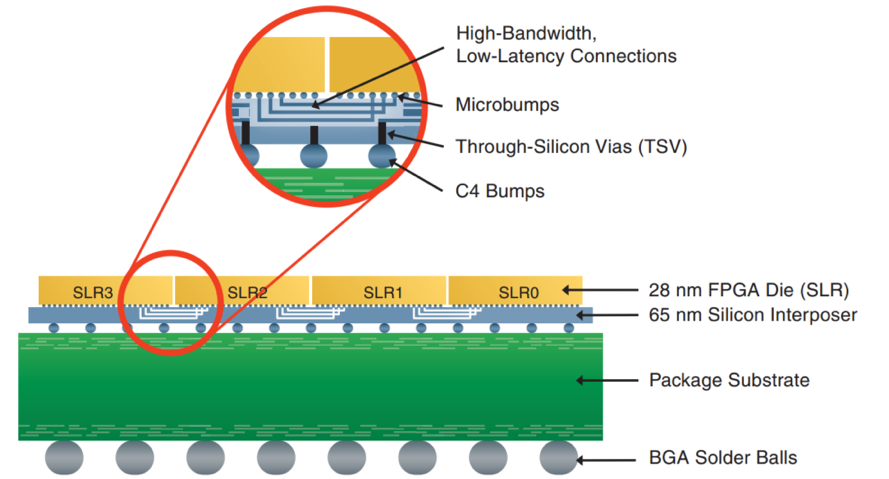 High-Bandwidth,
Low-Latency Connections
Microbumps
Through-Silicon Vias (TSV)
C4 Bumps
SLR3
SLR2
SLR1
SLR0
28 nm FPGA Die (SLR)
65 nm Silicon Interposer
Package Substrate
BGA Solder Balls